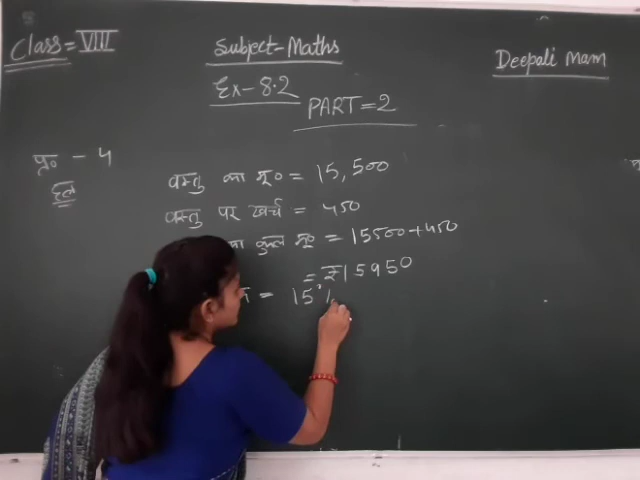 Class = VIII
Subject-Maths
Deepali Mam
Ex-8.2
PART=2
प्र० - 4
हल
वस्तु का मू० = 15,500
वस्तु पर खर्च = 450
का कुल मू० = 15500+450
= ₹15950
= 15%